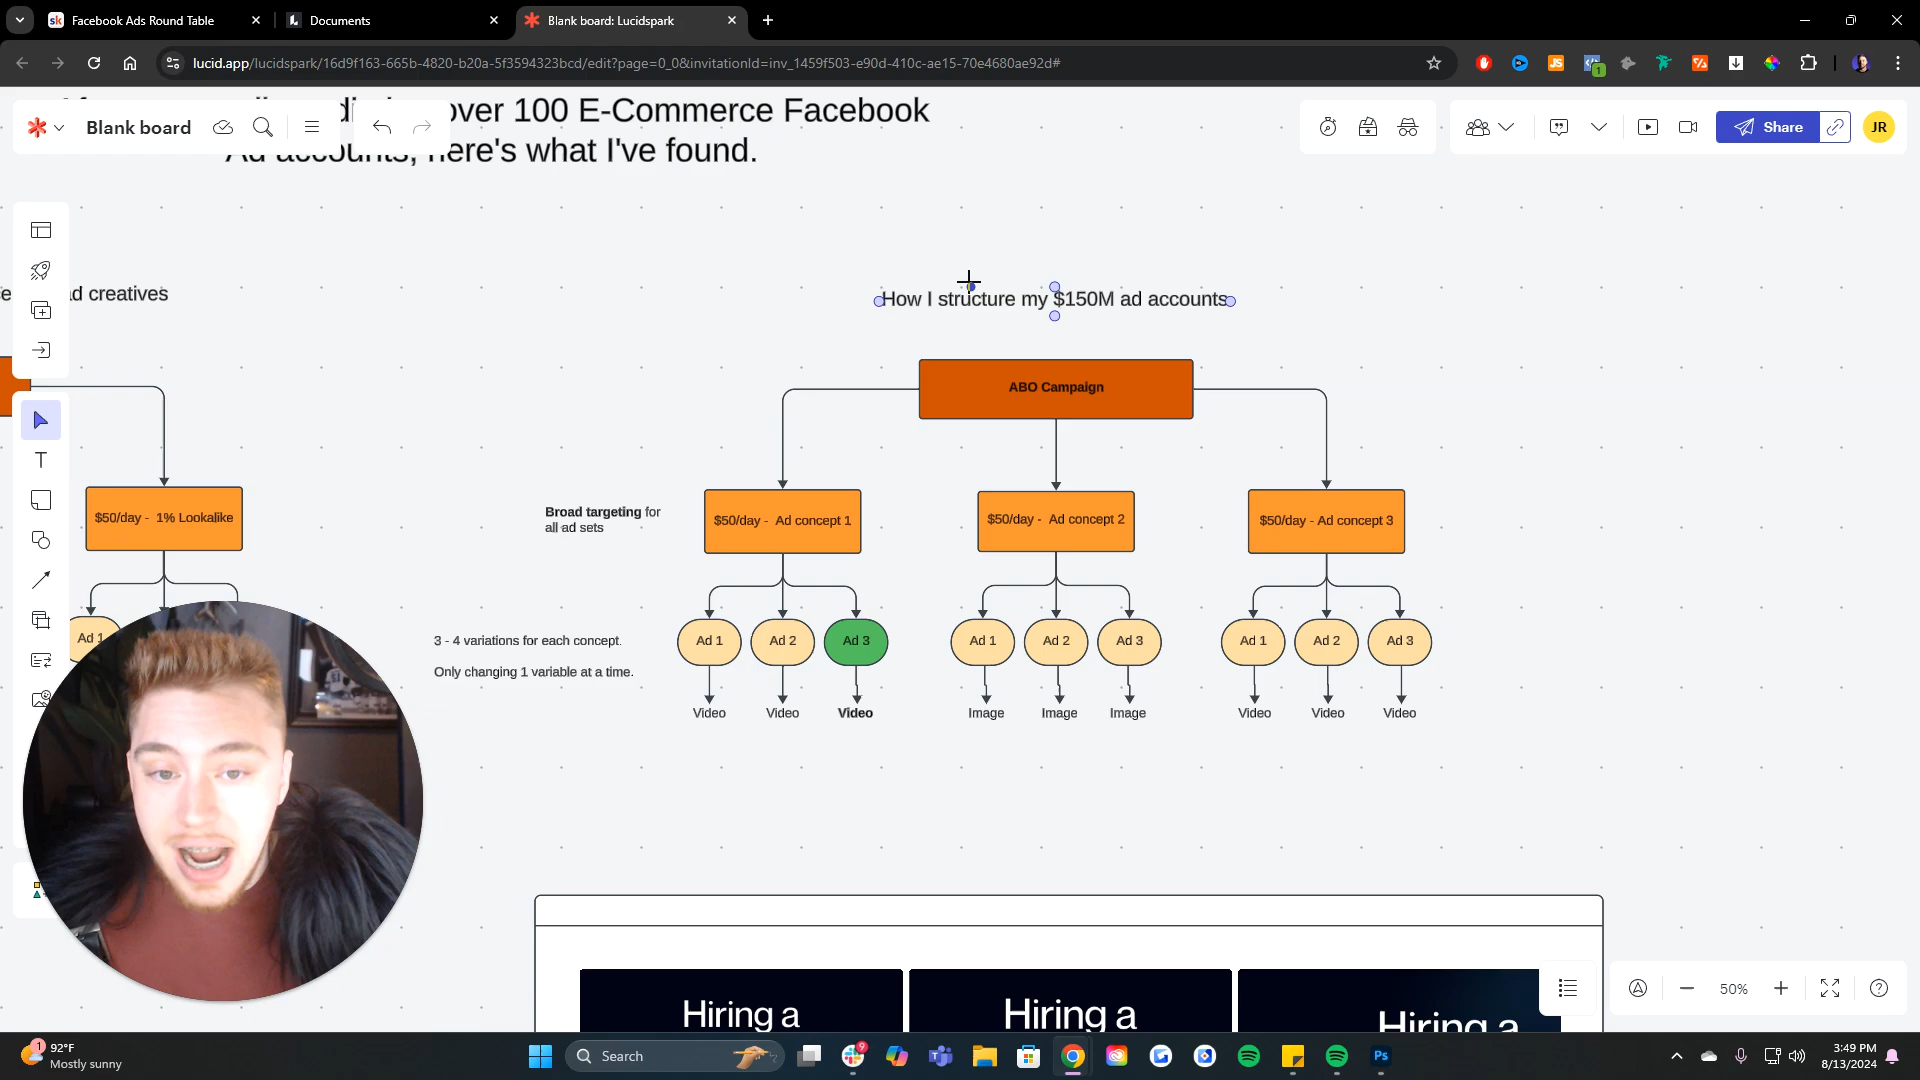 Facebook Ads Round Table
Documents
Blank board: Lucidspark
lucid.app/lucidspark/16d9f163-665b-4820-b20a-5f3594323bcd/edit?page=0_0&invitationId=inv_1459f503-e90d-410c-ae15-70e4680ae92d#
over 100 E-Commerce Facebook
Ad accounts, here's what I've found.
Blank board
Share
JR
ad creatives
How I structure my $150M ad accounts
ABO Campaign
$50/day - 1% Lookalike
Broad targeting for
all ad sets
$50/day - Ad concept 1
$50/day - Ad concept 2
$50/day - Ad concept 3
Ad 1
3 - 4 variations for each concept.
Only changing 1 variable at a time.
Ad 1
Ad 2
Ad 3
Ad 1
Ad 2
Ad 3
Ad 1
Ad 2
Ad 3
Video
Video
Video
Image
Image
Image
Video
Video
Video
Hiring a
Hiring a
Hiring a
50%
92°F
Mostly sunny
Search
3:49 PM
8/13/2024